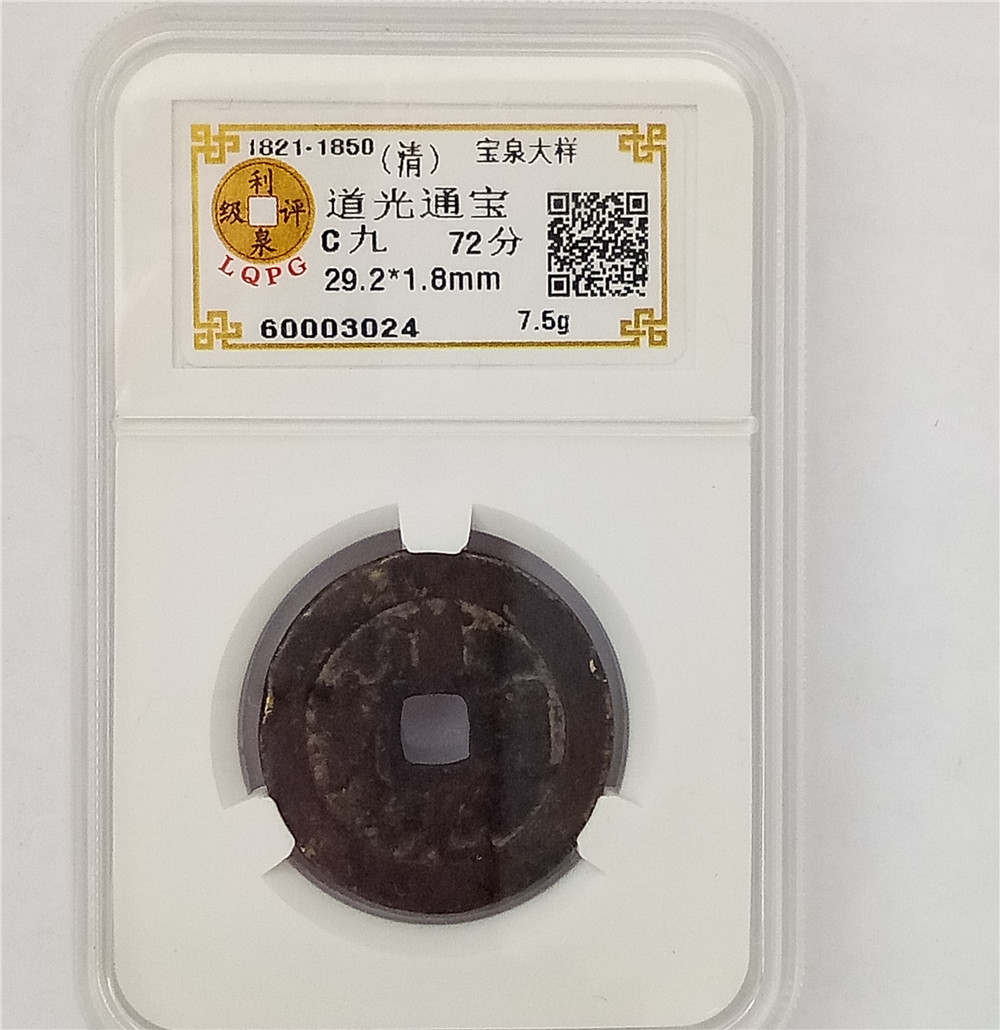 1821-1850 (清) 宝泉大样
利泉评级
LQPG
道光通宝
C九 72分
29.2*1.8mm
60003024 7.5g